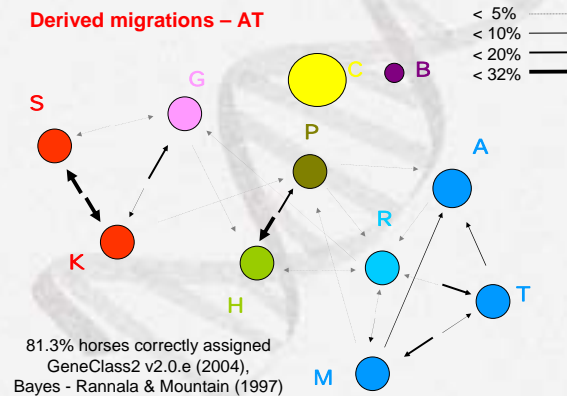 Derived migrations – AT
< 5%
< 10%
< 20%
< 32%
G
C
B
S
P
A
R
K
H
T
M
81.3% horses correctly assigned
GeneClass2 v2.0.e (2004),
Bayes - Rannala & Mountain (1997)